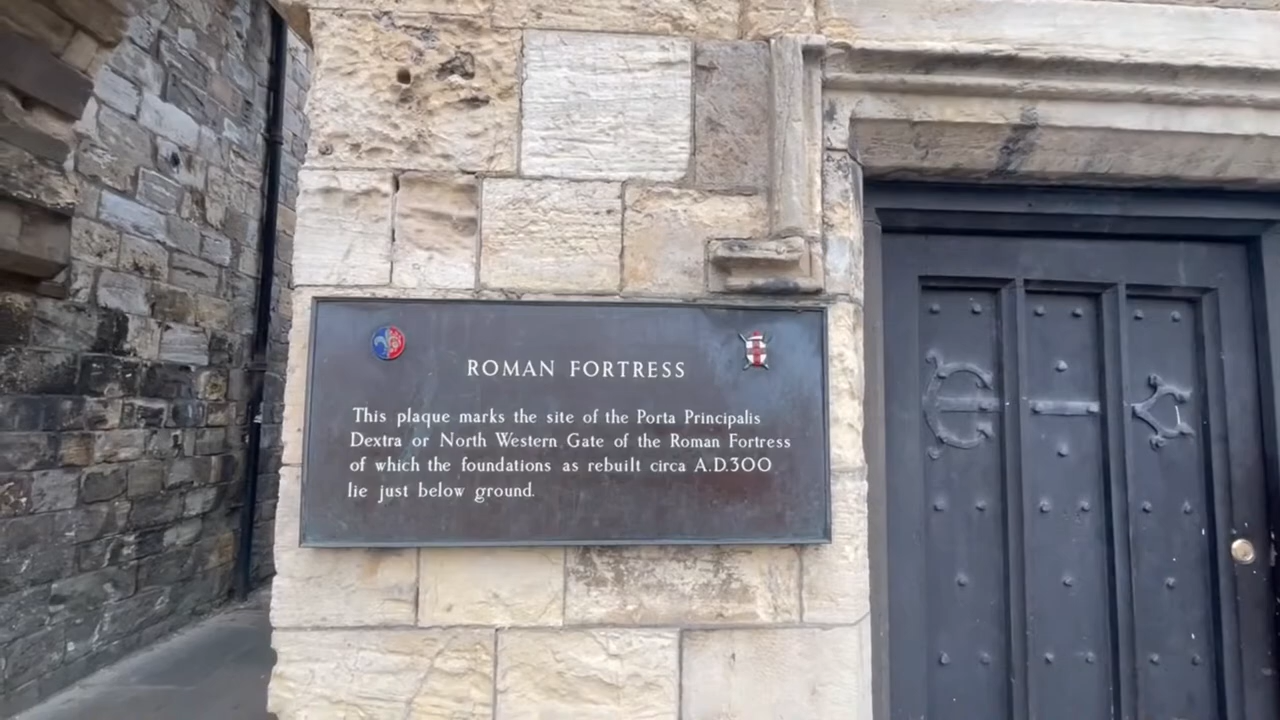 ROMAN FORTRESS
This plaque marks the site of the Porta Principalis
Dextra or North Western Gate of the Roman Fortress
of which the foundations as rebuilt circa A.D.300
lie just below ground.